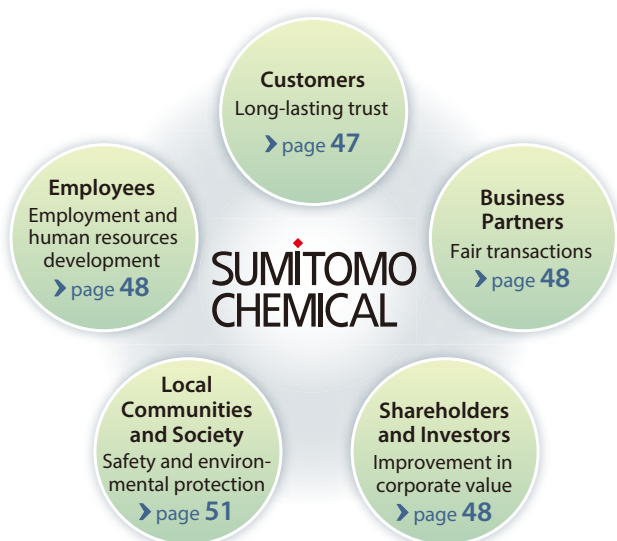 Customers
Long-lasting trust
page 47
Employees
Employment and
human resources
development
page 48
Business
Partners
Fair transactions
page 48
SUMITOMO
CHEMICAL
Local
Communities
and Society
Safety and environ-
mental protection
page 51
Shareholders
and Investors
Improvement in
corporate value
page 48